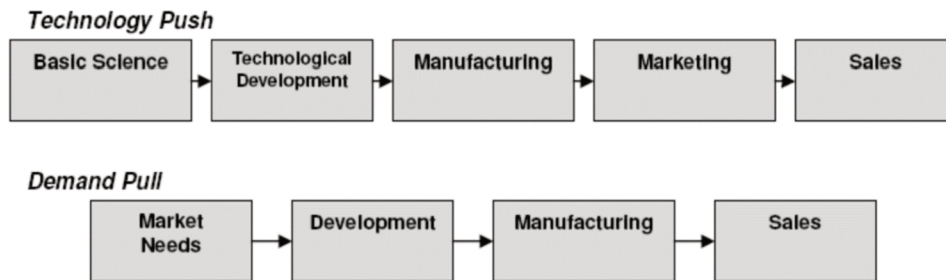 Technology Push
Basic Science
Technological
Development
Manufacturing
Marketing
Sales
Demand Pull
Market
Needs
Development
Manufacturing
Sales